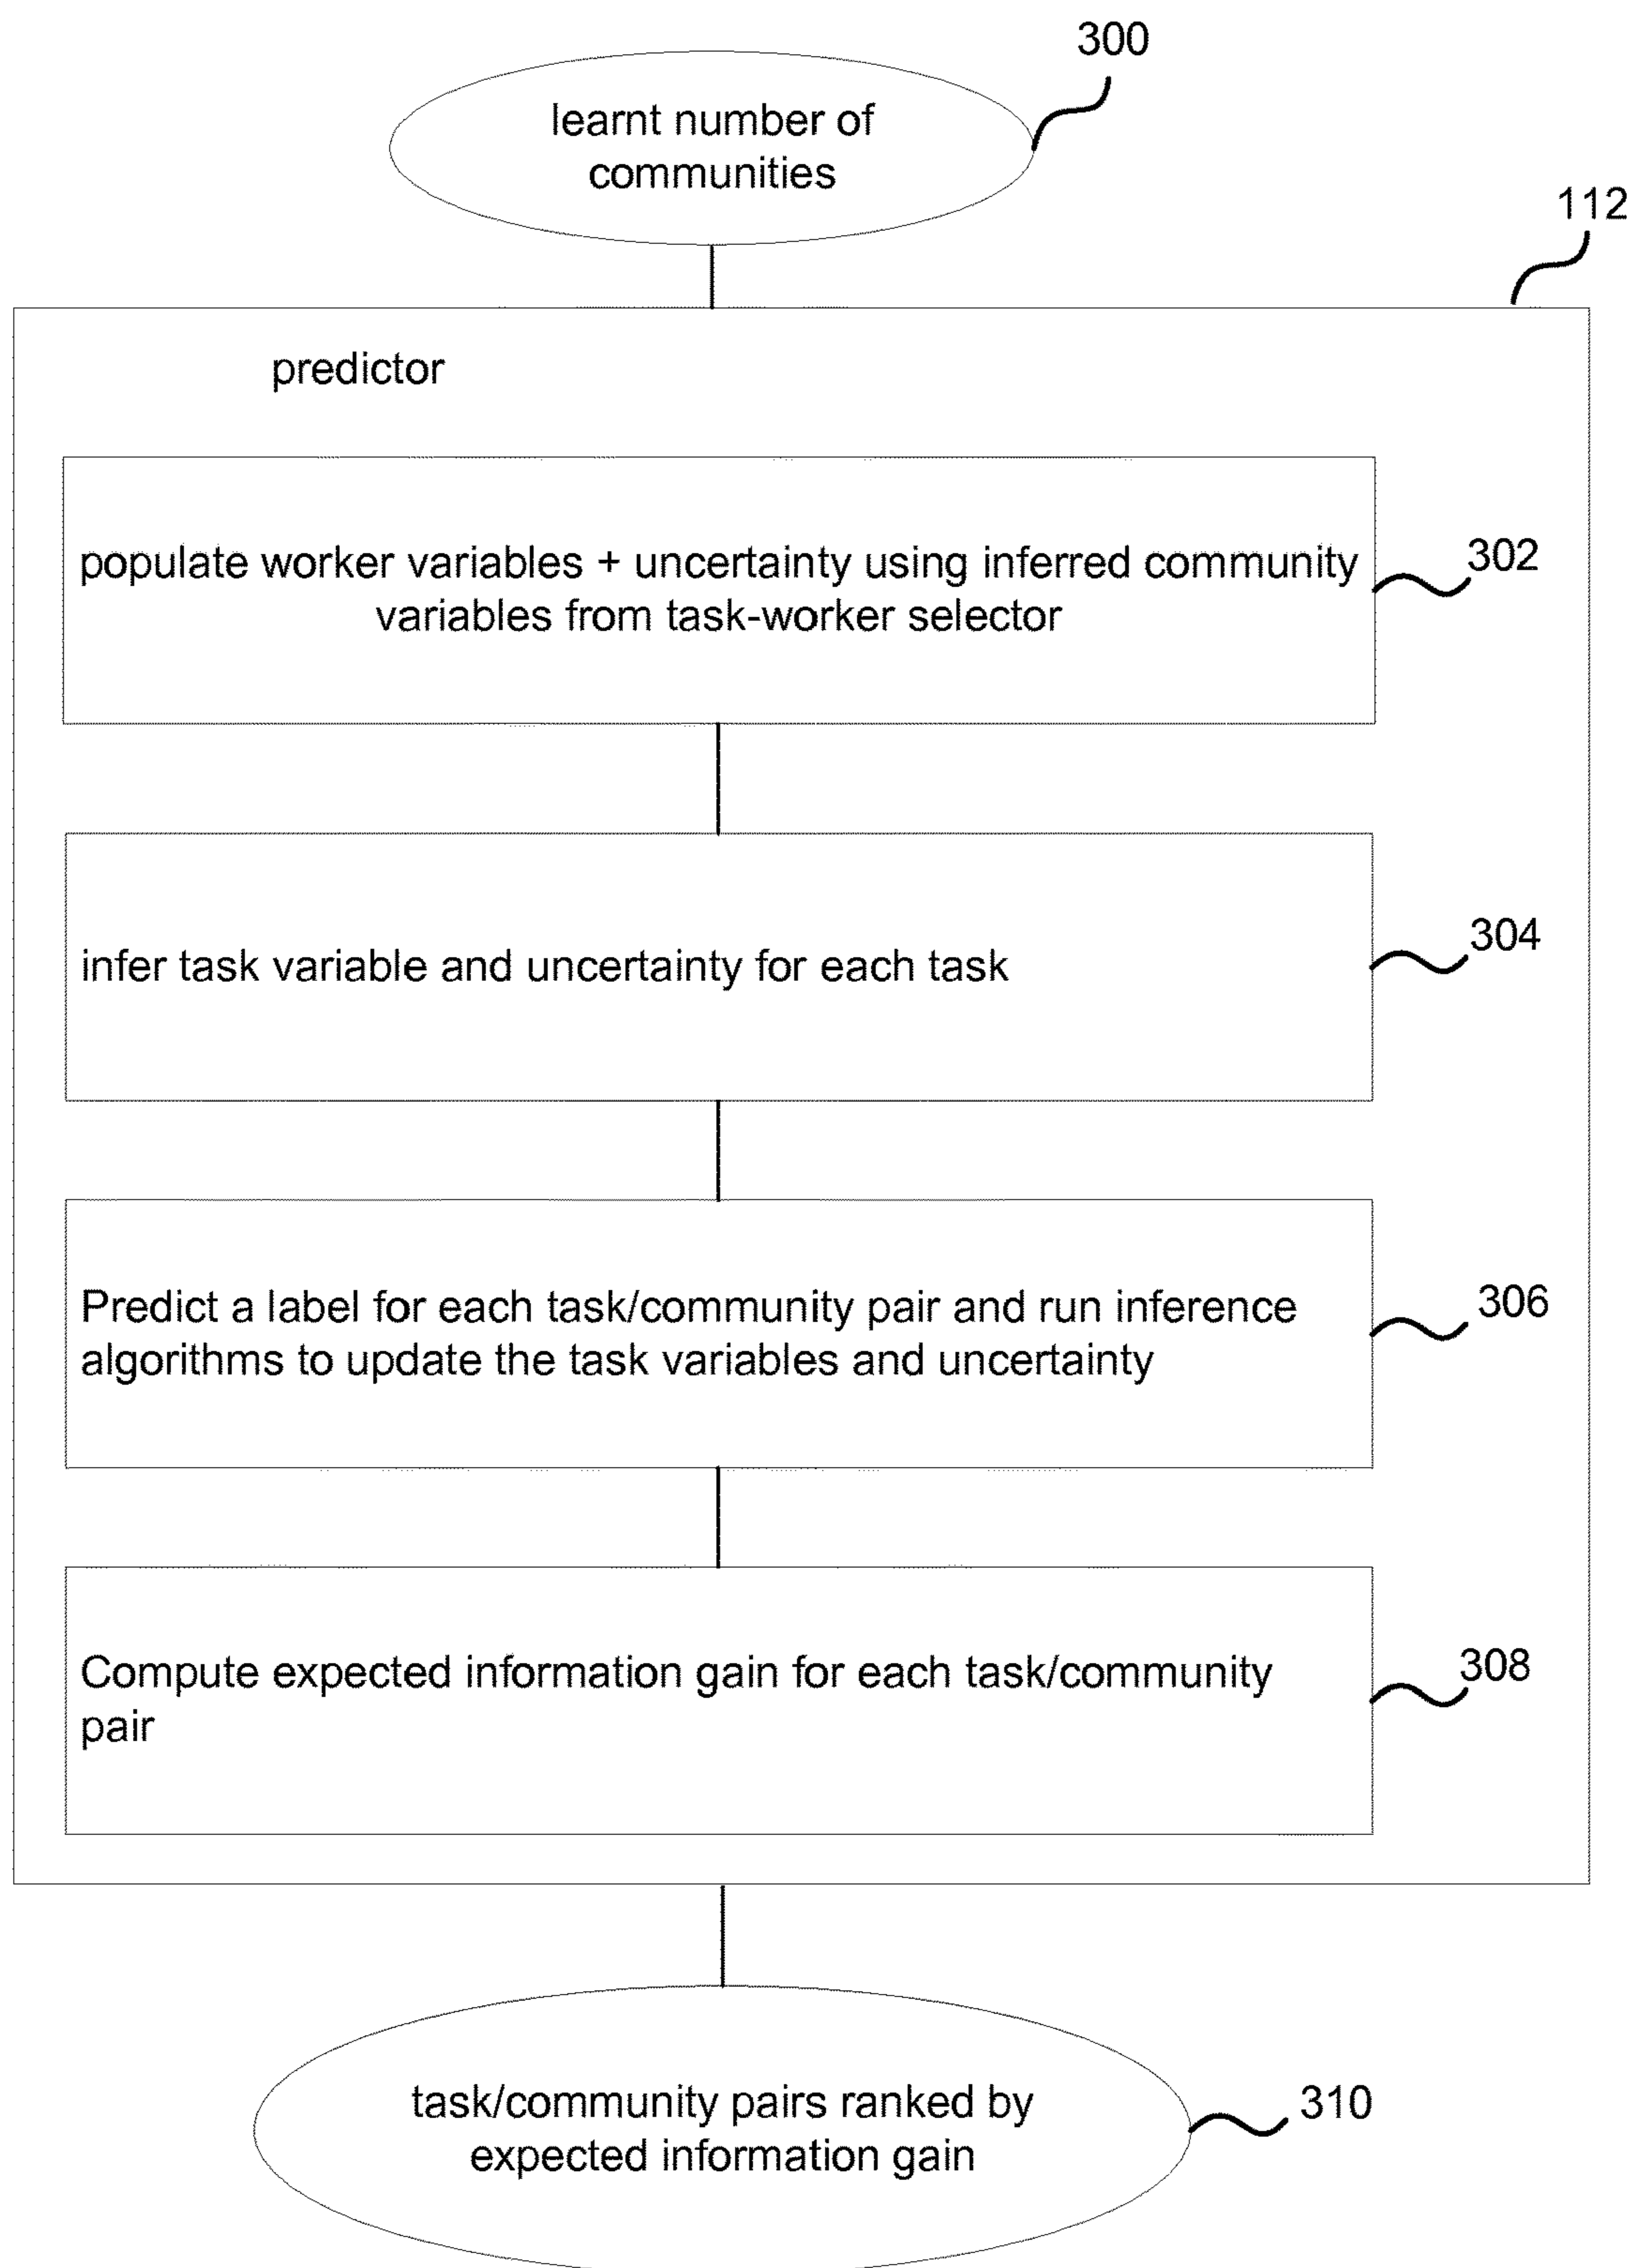 300
learnt number of
communities
112
predictor
populate worker variables + uncertainty using inferred community
variables from task-worker selector
302
infer task variable and uncertainty for each task
304
Predict a label for each task/community pair and run inference
algorithms to update the task variables and uncertainty
306
Compute expected information gain for each task/community
pair
308
task/community pairs ranked by
expected information gain
310